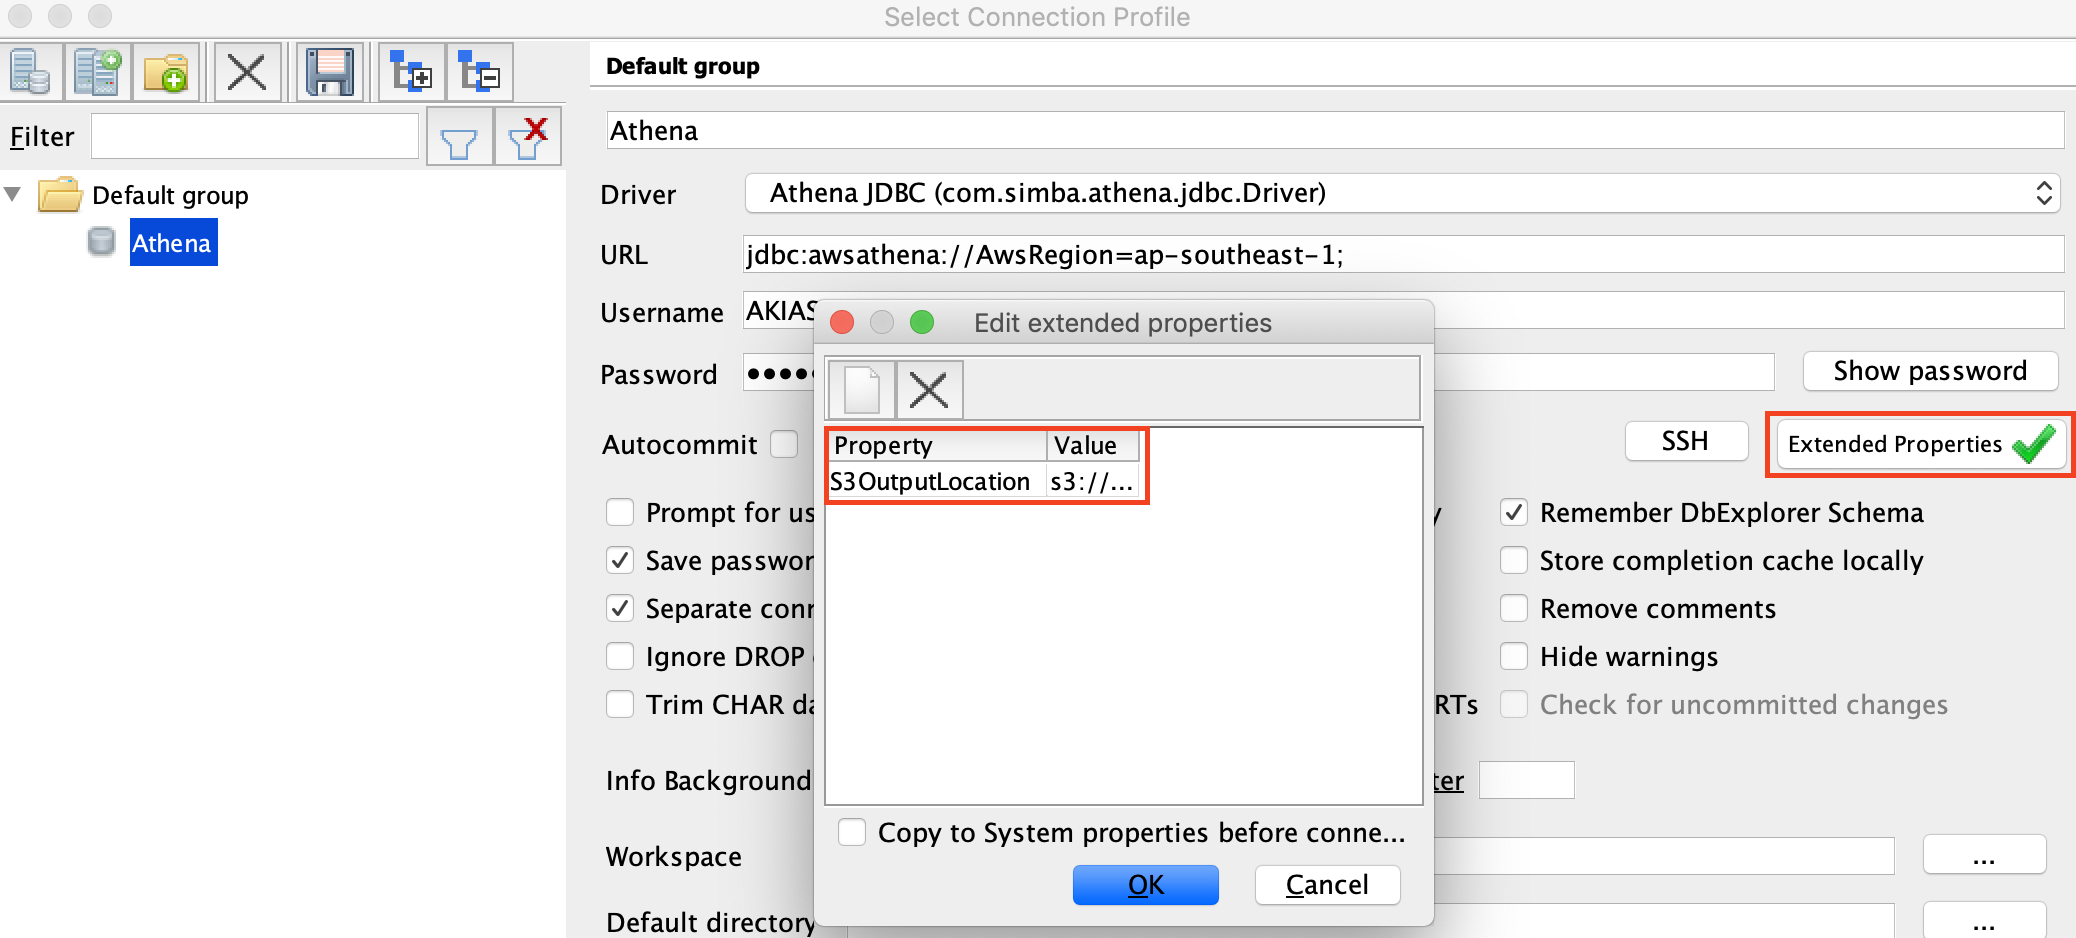 Select Connection Profile
Default group
Filter
Athena
Default group
Athena
Driver
Athena JDBC (com.simba.athena.jdbc.Driver)
URL
jdbc:awsathena://AwsRegion=ap-southeast-1;
Username
AKIAS
Edit extended properties
Password
Show password
Autocommit
SSH
Extended Properties
Property Value
S3OutputLocation s3://...
Prompt for us
Remember DbExplorer Schema
Save passwor
Store completion cache locally
Separate conn
Remove comments
Ignore DROP
Hide warnings
Trim CHAR da
RTs
Check for uncommitted changes
Info Background
ter
Copy to System properties before conne...
Workspace
...
OK
Cancel
Default directory
...